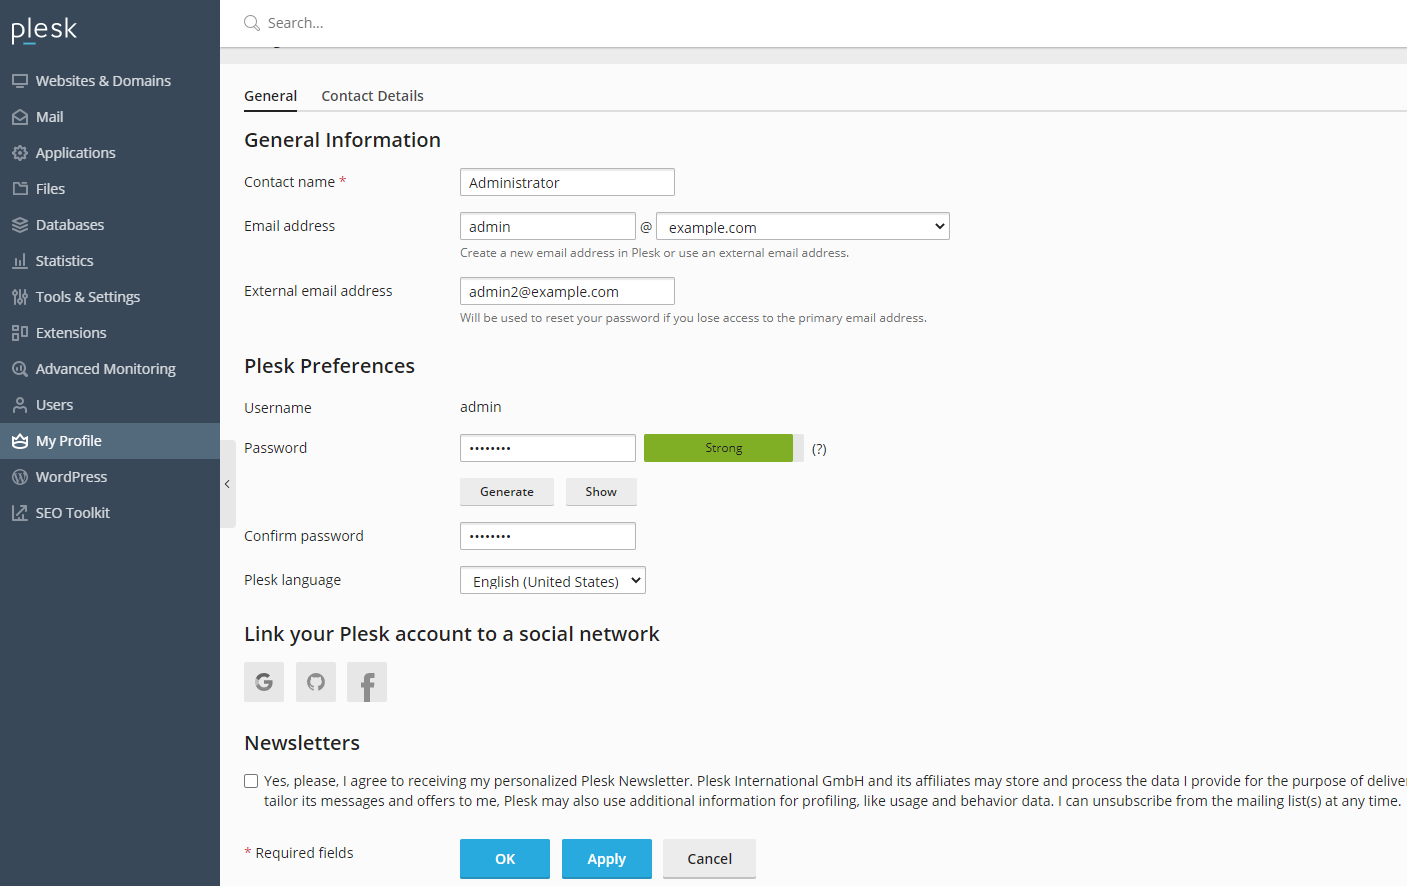 plesk
Search...
Websites & Domains
Mail
Applications
Files
Databases
Statistics
Tools & Settings
Extensions
Advanced Monitoring
Users
My Profile
WordPress
SEO Toolkit
General Contact Details
General Information
Contact name * Administrator
Email address admin @ example.com
Create a new email address in Plesk or use an external email address.
External email address admin2@example.com
Will be used to reset your password if you lose access to the primary email address.
Plesk Preferences
Username admin
Password •••••••• Strong (?)
Generate Show
Confirm password ••••••••
Plesk language English (United States)
Link your Plesk account to a social network
Newsletters
Yes, please, I agree to receiving my personalized Plesk Newsletter. Plesk International GmbH and its affiliates may store and process the data I provide for the purpose of deliver
tailor its messages and offers to me, Plesk may also use additional information for profiling, like usage and behavior data. I can unsubscribe from the mailing list(s) at any time.
* Required fields OK Apply Cancel